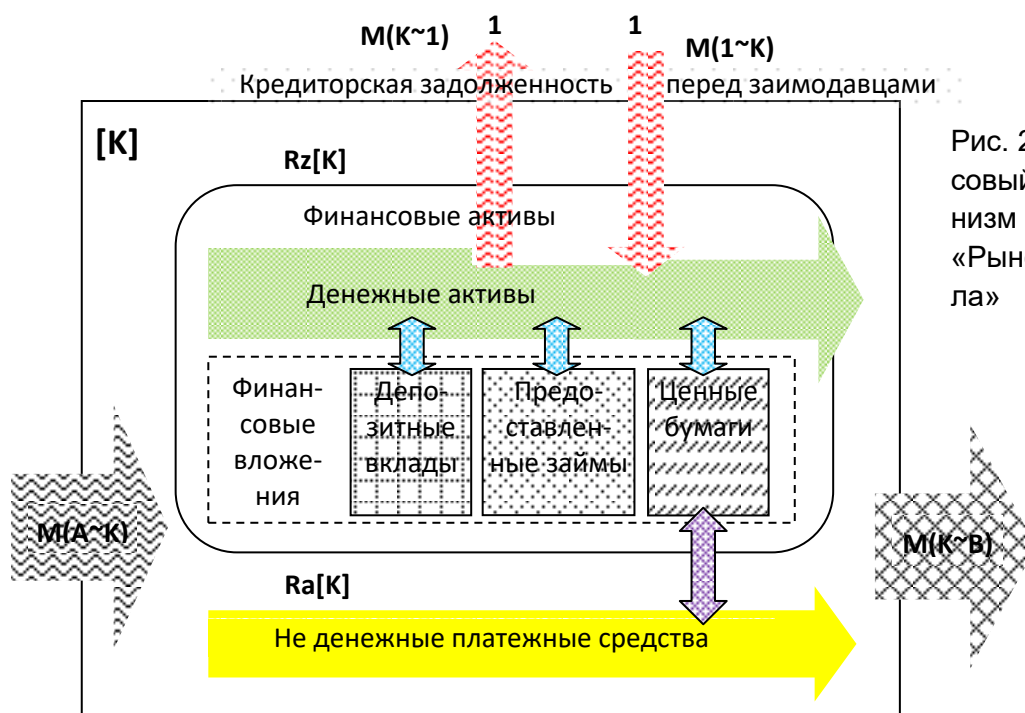 M(K~1) 1 1 M(1~K)
Кредиторская задолженность перед заимодавцами
[K]
Rz[K]
Финансовые активы
Денежные активы
Финан-
совые
вложе-
ния
Депо-
зитные
вклады
Предо-
ставлен-
ные займы
Ценные
бумаги
M(A~K)
M(K~B)
Ra[K]
Не денежные платежные средства
Рис. 2
совый
низм
«Рын
ла»